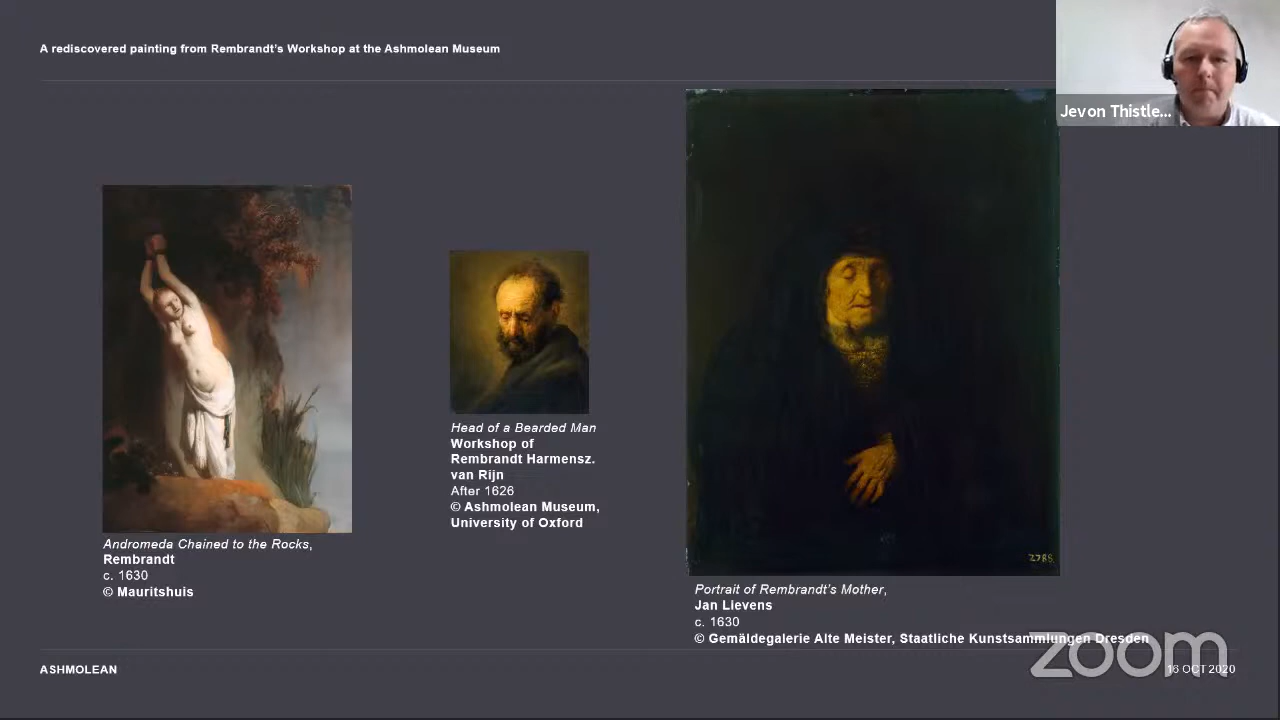 A rediscovered painting from Rembrandt's Workshop at the Ashmolean Museum
Jevon Thistle...
Andromeda Chained to the Rocks,
Rembrandt
c. 1630
© Mauritshuis
Head of a Bearded Man
Workshop of
Rembrandt Harmensz.
van Rijn
After 1626
© Ashmolean Museum,
University of Oxford
2785.
Portrait of Rembrandt's Mother,
Jan Lievens
c. 1630
© Gemäldegalerie Alte Meister, Staatliche Kunstsammlungen Dresden
ASHMOLEAN
zoom
16 OCT 2020